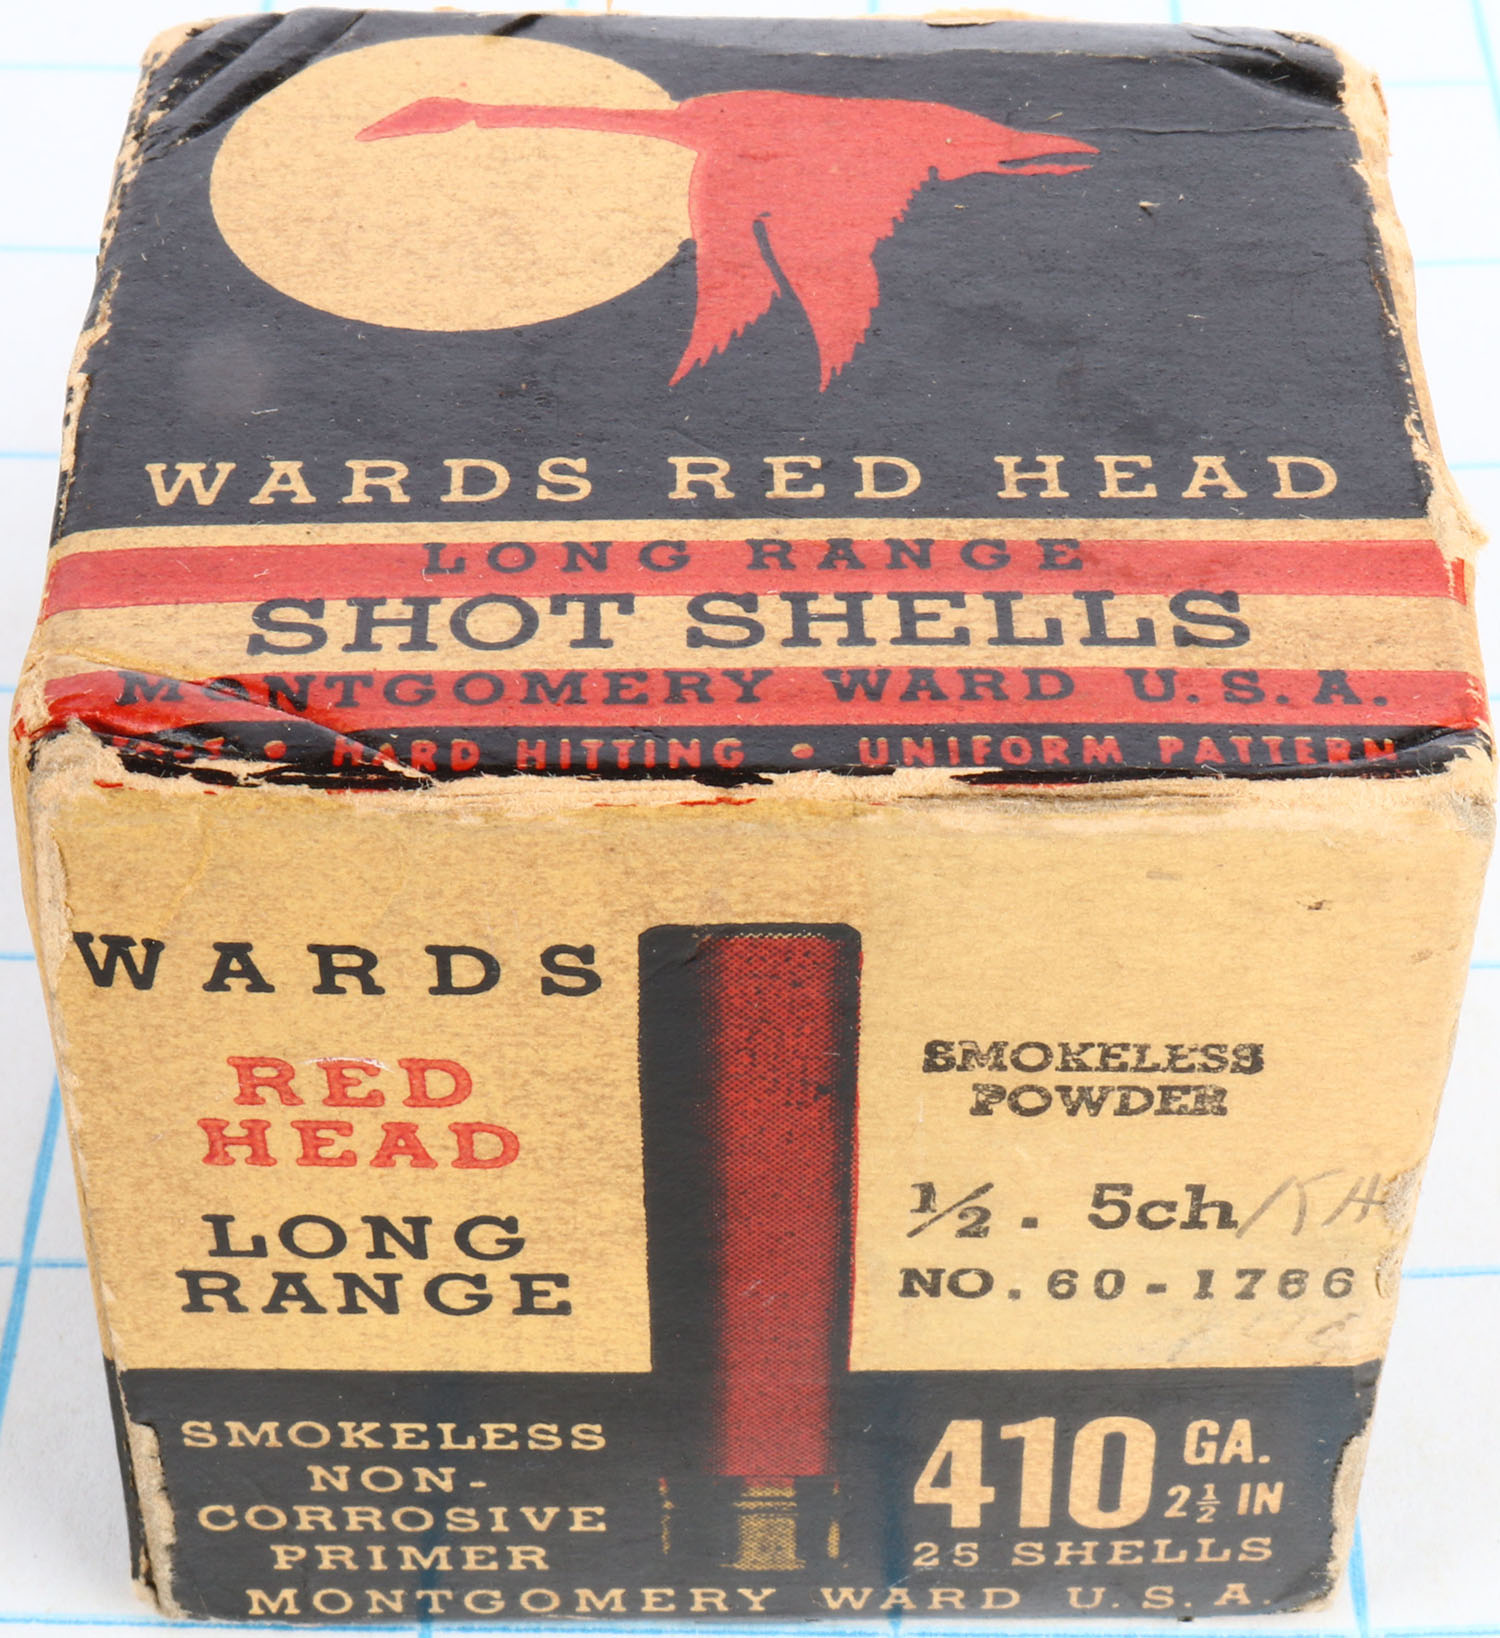 WARDS RED HEAD
LONG RANGE
SHOT SHELLS
MONTGOMERY WARD U.S.A.
• HARD HITTING • UNIFORM PATTERN
WARDS
RED
HEAD
LONG
RANGE
SMOKELESS
POWDER
1/2 . 5ch
NO. 60-1766
SMOKELESS
NON-
CORROSIVE
PRIMER
410 GA.
2 1/2 IN
25 SHELLS
MONTGOMERY WARD U.S.A.